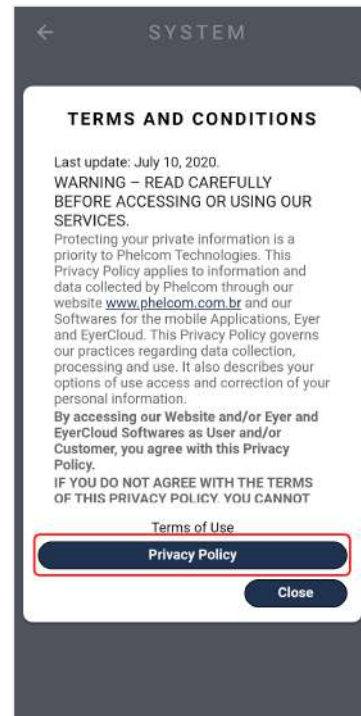 SYSTEM
TERMS AND CONDITIONS
Last update: July 10, 2020.
WARNING – READ CAREFULLY
BEFORE ACCESSING OR USING OUR
SERVICES.
Protecting your private information is a
priority to Phelcom Technologies. This
Privacy Policy applies to information and
data collected by Phelcom through our
website www.phelcom.com.br and our
Softwares for the mobile Applications, Eyer
and EyerCloud. This Privacy Policy governs
our practices regarding data collection,
processing and use. It also describes your
options of use access and correction of your
personal information.
By accessing our Website and/or Eyer and
EyerCloud Softwares as User and/or
Customer, you agree with this Privacy
Policy.
IF YOU DO NOT AGREE WITH THE TERMS
OF THIS PRIVACY POLICY, YOU CANNOT
Terms of Use
Privacy Policy
Close